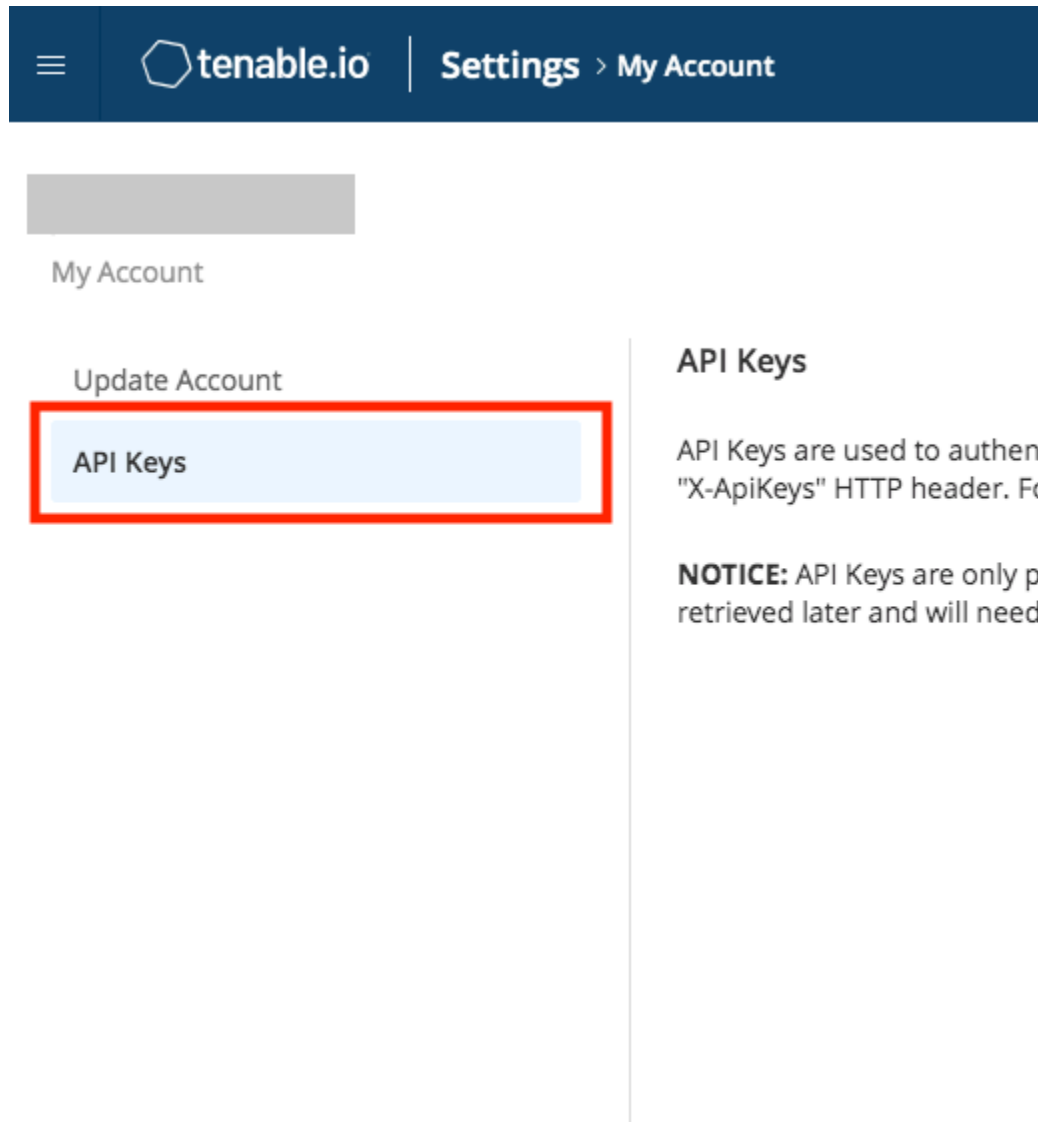 tenable.io Settings > My Account
My Account
Update Account
API Keys
API Keys
API Keys are used to authen
"X-ApiKeys" HTTP header. Fo
NOTICE: API Keys are only p
retrieved later and will need